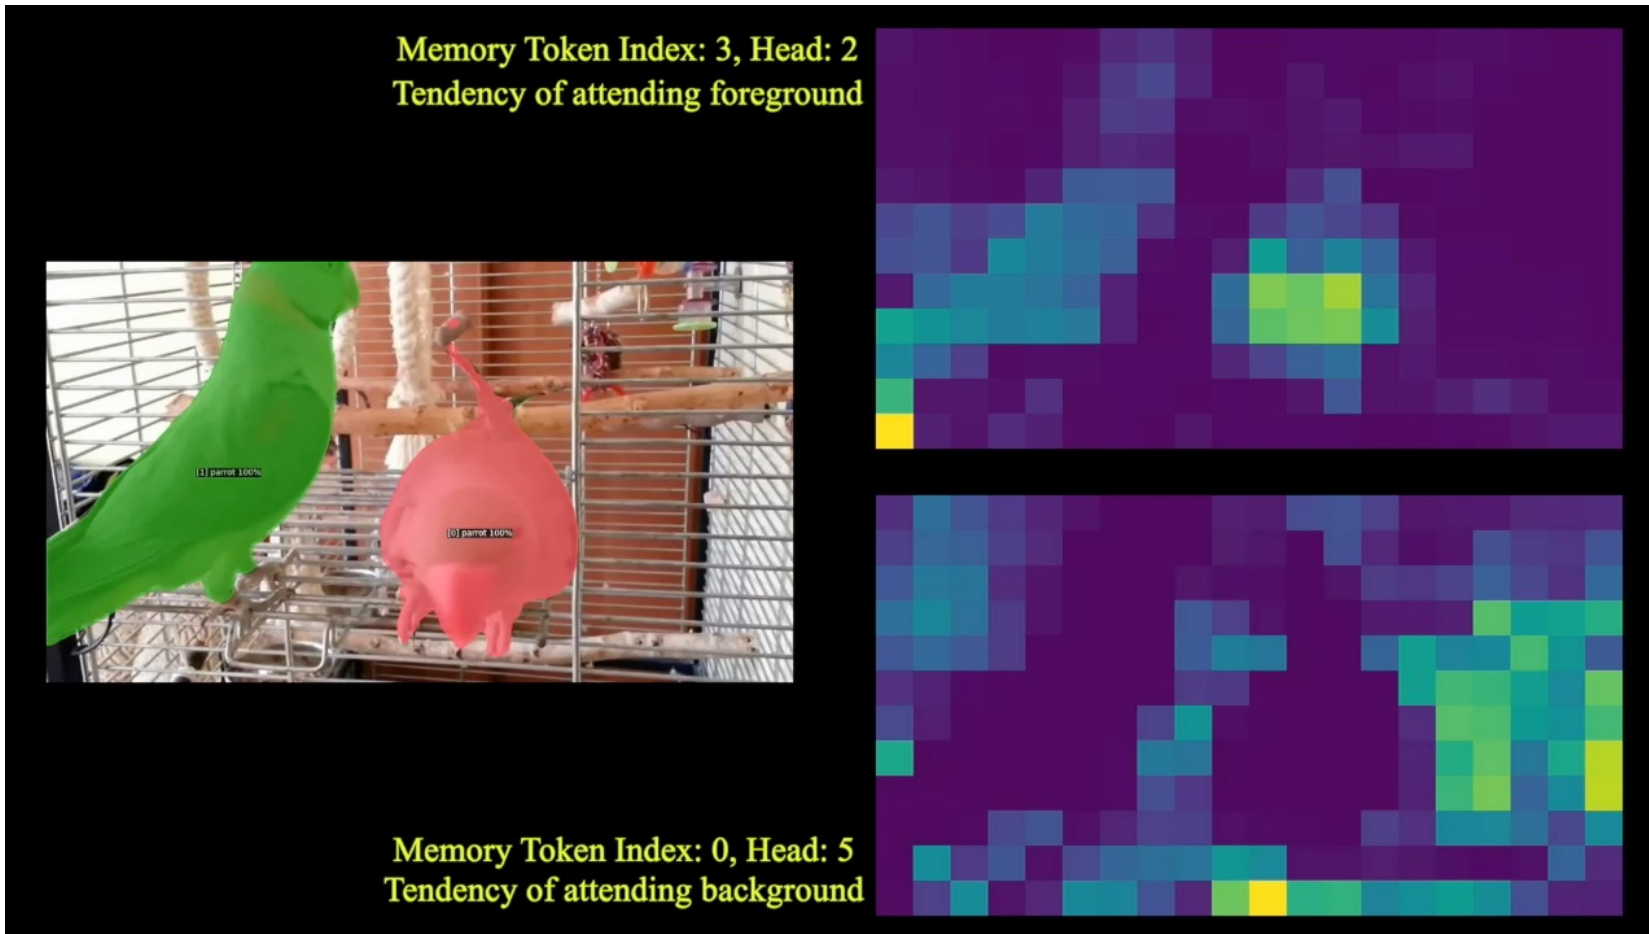 Memory Token Index: 3, Head: 2
Tendency of attending foreground
[1] parrot 100%
[0] parrot 100%
Memory Token Index: 0, Head: 5
Tendency of attending background